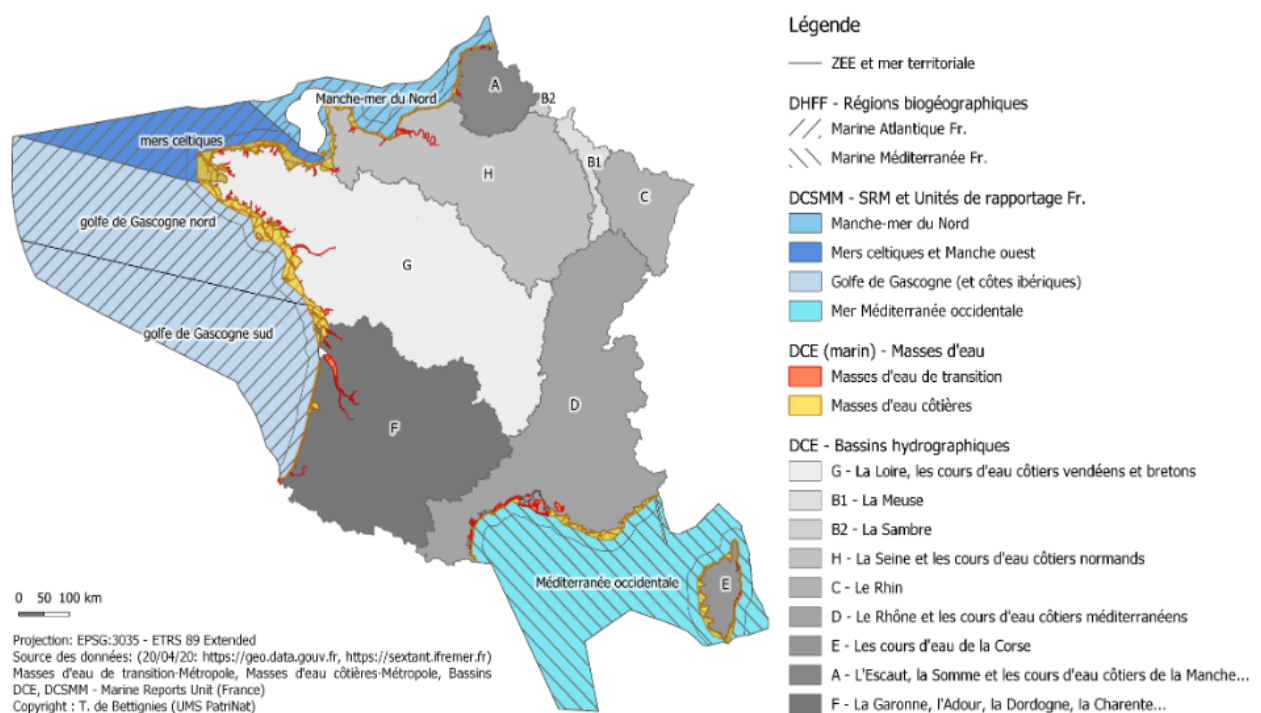 Manche-mer du Nord
mers celtiques
golfe de Gascogne nord
golfe de Gascogne sud
Méditerranée occidentale
A
B2
B1
H
C
G
D
F
E
0 50 100 km
Projection: EPSG:3035 - ETRS 89 Extended
Source des données: (20/04/20: https://geo.data.gouv.fr, https://sextant.ifremer.fr)
Masses d'eau de transition-Métropole, Masses d'eau côtières-Métropole, Bassins
DCE, DCSMM - Marine Reports Unit (France)
Copyright : T. de Bettignies (UMS PatriNat)
Légende
ZEE et mer territoriale
DHFF - Régions biogéographiques
Marine Atlantique Fr.
Marine Méditerranée Fr.
DCSMM - SRM et Unités de rapportage Fr.
Manche-mer du Nord
Mers celtiques et Manche ouest
Golfe de Gascogne (et côtes ibériques)
Mer Méditerranée occidentale
DCE (marin) - Masses d'eau
Masses d'eau de transition
Masses d'eau côtières
DCE - Bassins hydrographiques
G - La Loire, les cours d'eau côtiers vendéens et bretons
B1 - La Meuse
B2 - La Sambre
H - La Seine et les cours d'eau côtiers normands
C - Le Rhin
D - Le Rhône et les cours d'eau côtiers méditerranéens
E - Les cours d'eau de la Corse
A - L'Escaut, la Somme et les cours d'eau côtiers de la Manche...
F - La Garonne, l'Adour, la Dordogne, la Charente...